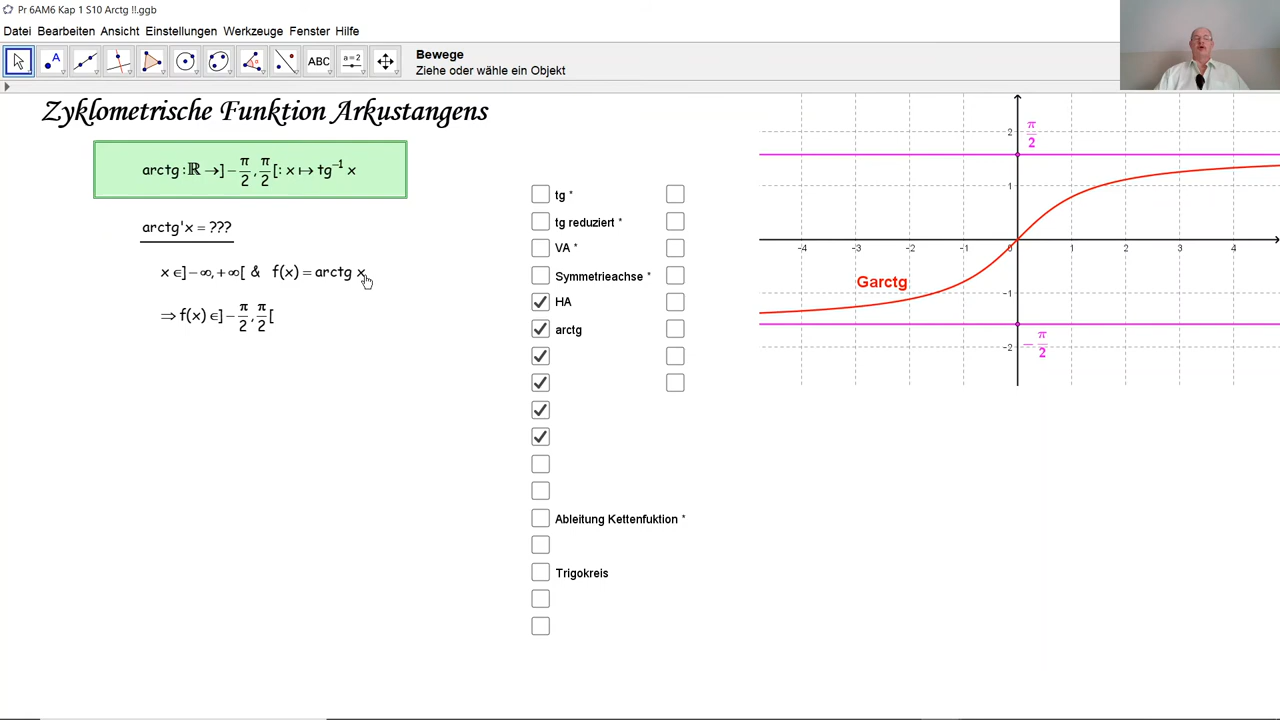 Pr 6AM6 Kap 1 S10 Arctg !!.ggb
Datei Bearbeiten Ansicht Einstellungen Werkzeuge Fenster Hilfe
A ABC a=2
Bewege
Ziehe oder wähle ein Objekt
Zyklometrische Funktion Arkustangens
arctg : ℝ → ]−π/2, π/2[ : x ↦ tg⁻¹ x
arctg'x = ???
x ∈]−∞, +∞[ & f(x) = arctg x
⇒ f(x) ∈]−π/2, π/2[
tg *
tg reduziert *
VA *
Symmetrieachse *
HA
arctg
Ableitung Kettenfuktion *
Trigokreis
2
π/2
1
-4 -3 -2 -1 0 1 2 3 4
Garctg
-1
-2
−π/2